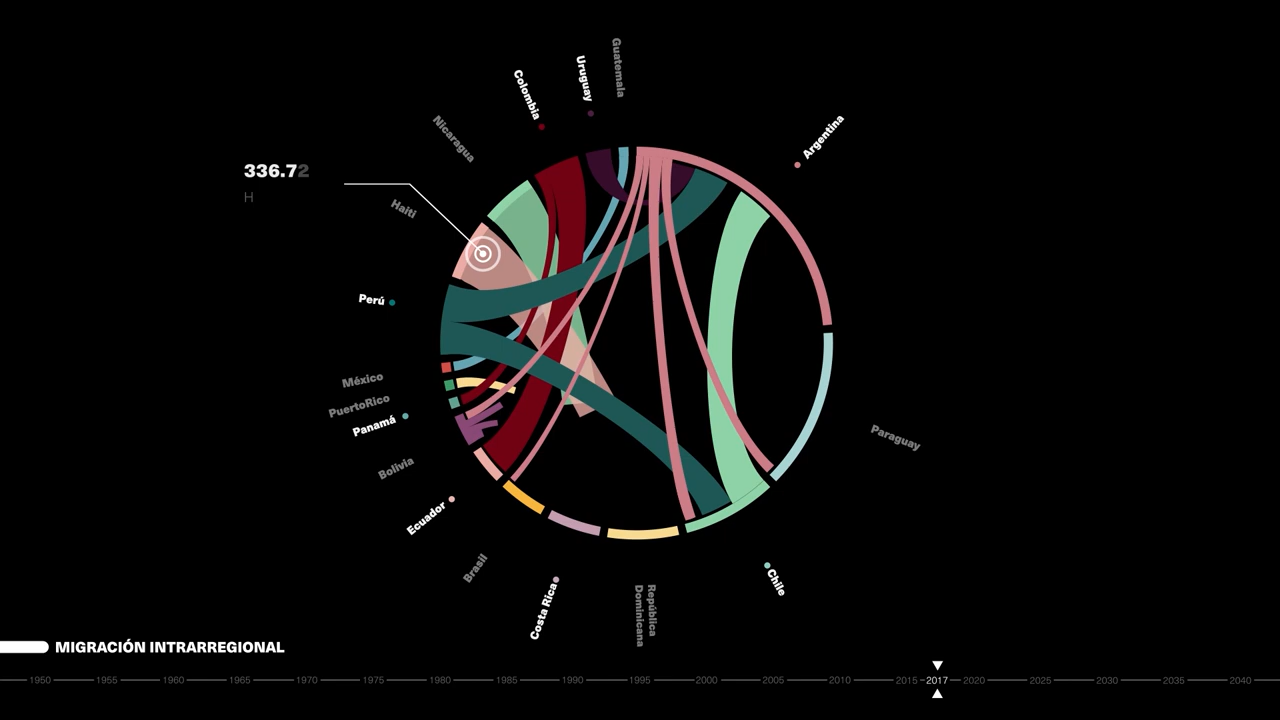 Guatemala
Uruguay
Colombia
Argentina
Nicaragua
336.72
H
Haiti
Perú
México
PuertoRico
Panamá
Paraguay
Bolivia
Ecuador
Brasil
Costa Rica
República
Dominicana
Chile
MIGRACIÓN INTRARREGIONAL
1950 1955 1960 1965 1970 1975 1980 1985 1990 1995 2000 2005 2010 2015 2017 2020 2025 2030 2035 2040